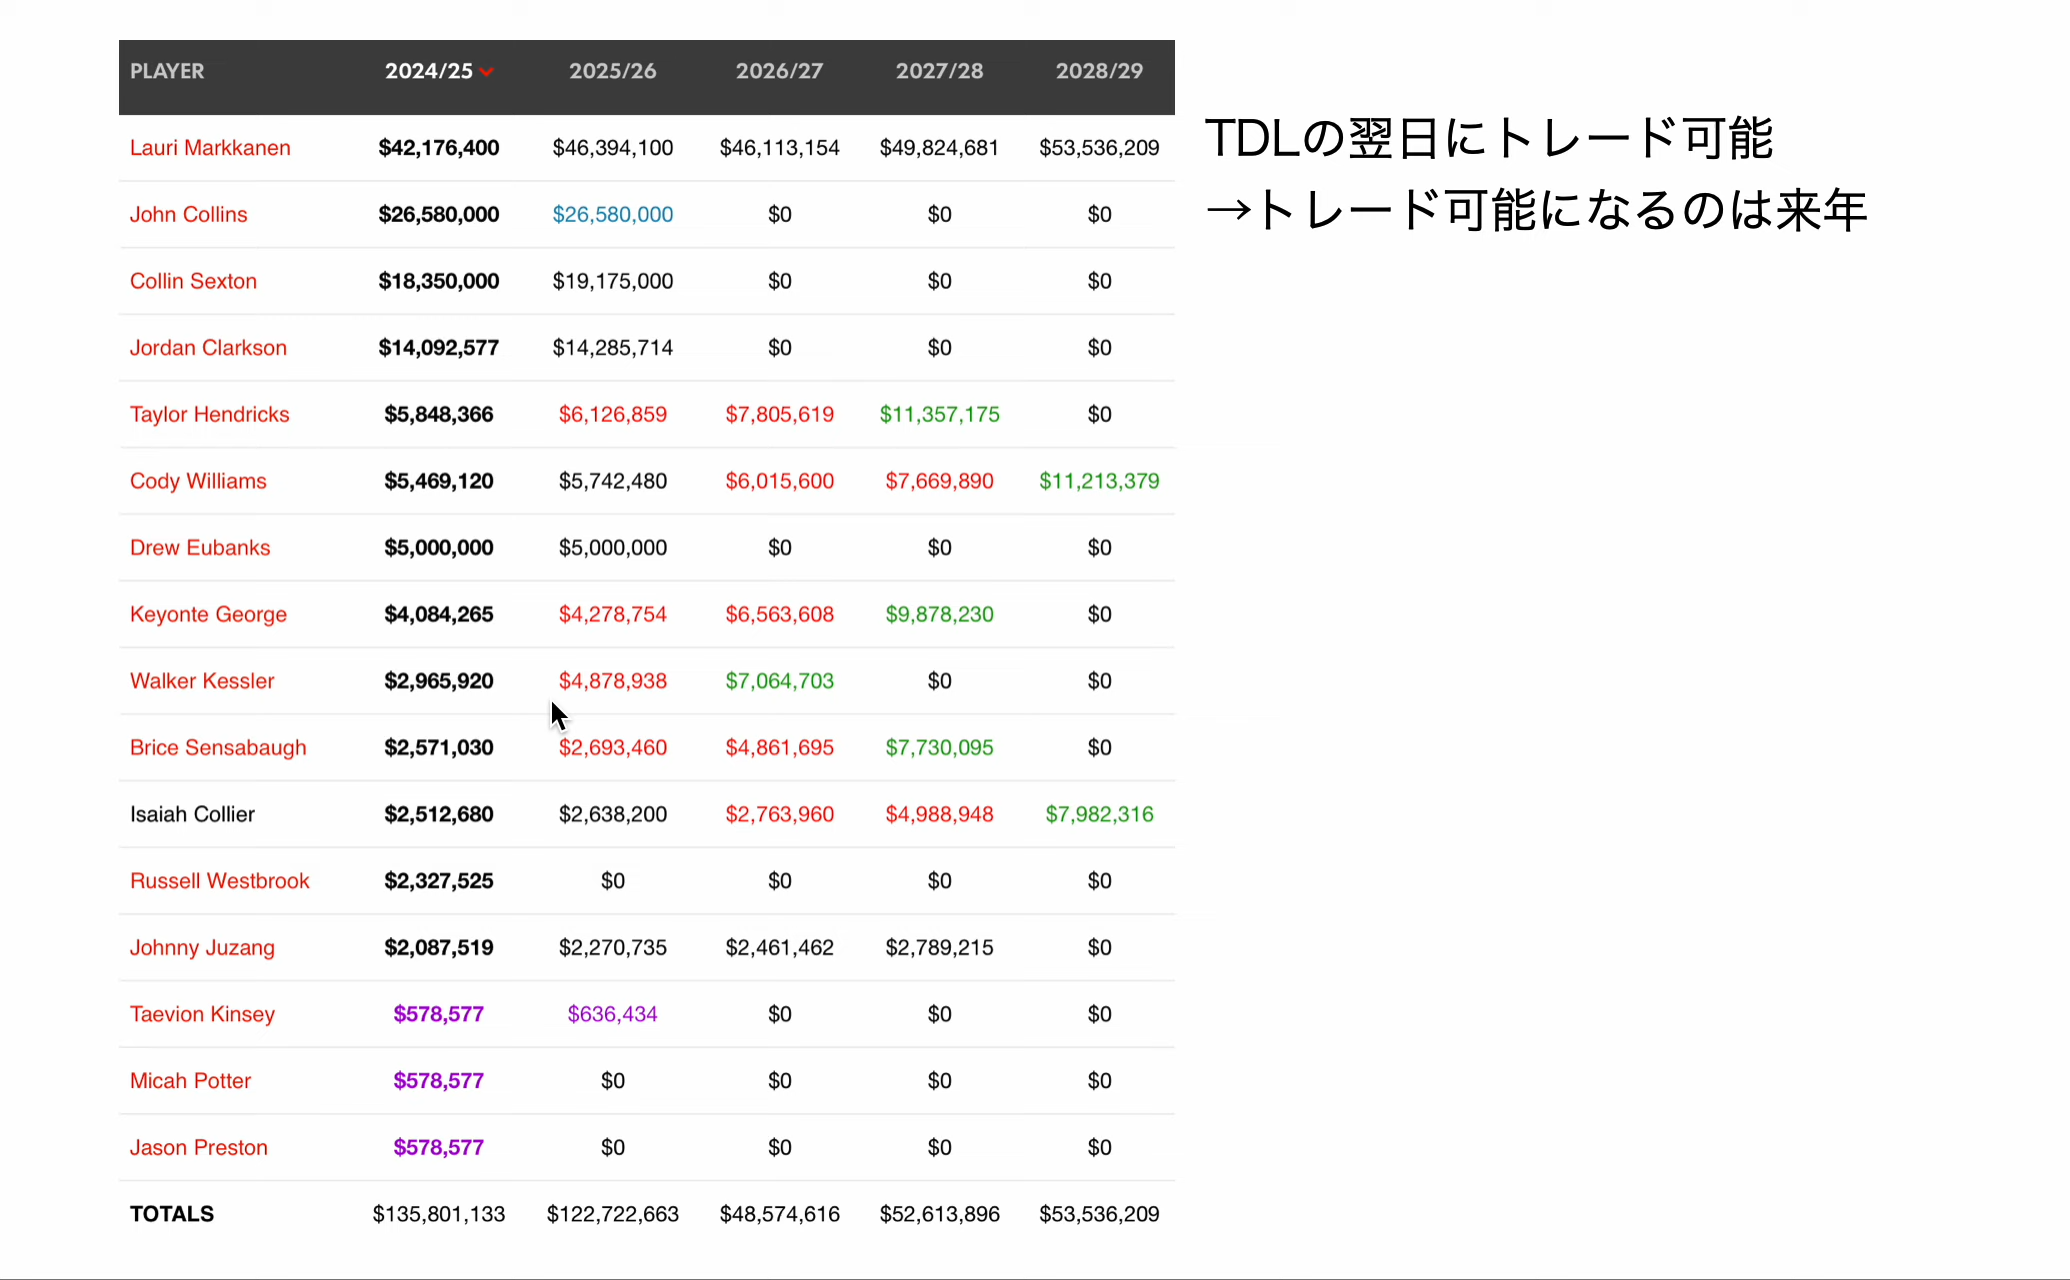 PLAYER 2024/25 2025/26 2026/27 2027/28 2028/29
Lauri Markkanen $42,176,400 $46,394,100 $46,113,154 $49,824,681 $53,536,209
John Collins $26,580,000 $26,580,000 $0 $0 $0
Collin Sexton $18,350,000 $19,175,000 $0 $0 $0
Jordan Clarkson $14,092,577 $14,285,714 $0 $0 $0
Taylor Hendricks $5,848,366 $6,126,859 $7,805,619 $11,357,175 $0
Cody Williams $5,469,120 $5,742,480 $6,015,600 $7,669,890 $11,213,379
Drew Eubanks $5,000,000 $5,000,000 $0 $0 $0
Keyonte George $4,084,265 $4,278,754 $6,563,608 $9,878,230 $0
Walker Kessler $2,965,920 $4,878,938 $7,064,703 $0 $0
Brice Sensabaugh $2,571,030 $2,693,460 $4,861,695 $7,730,095 $0
Isaiah Collier $2,512,680 $2,638,200 $2,763,960 $4,988,948 $7,982,316
Russell Westbrook $2,327,525 $0 $0 $0 $0
Johnny Juzang $2,087,519 $2,270,735 $2,461,462 $2,789,215 $0
Taevion Kinsey $578,577 $636,434 $0 $0 $0
Micah Potter $578,577 $0 $0 $0 $0
Jason Preston $578,577 $0 $0 $0 $0
TOTALS $135,801,133 $122,722,663 $48,574,616 $52,613,896 $53,536,209
TDLの翌日にトレード可能
→トレード可能になるのは来年